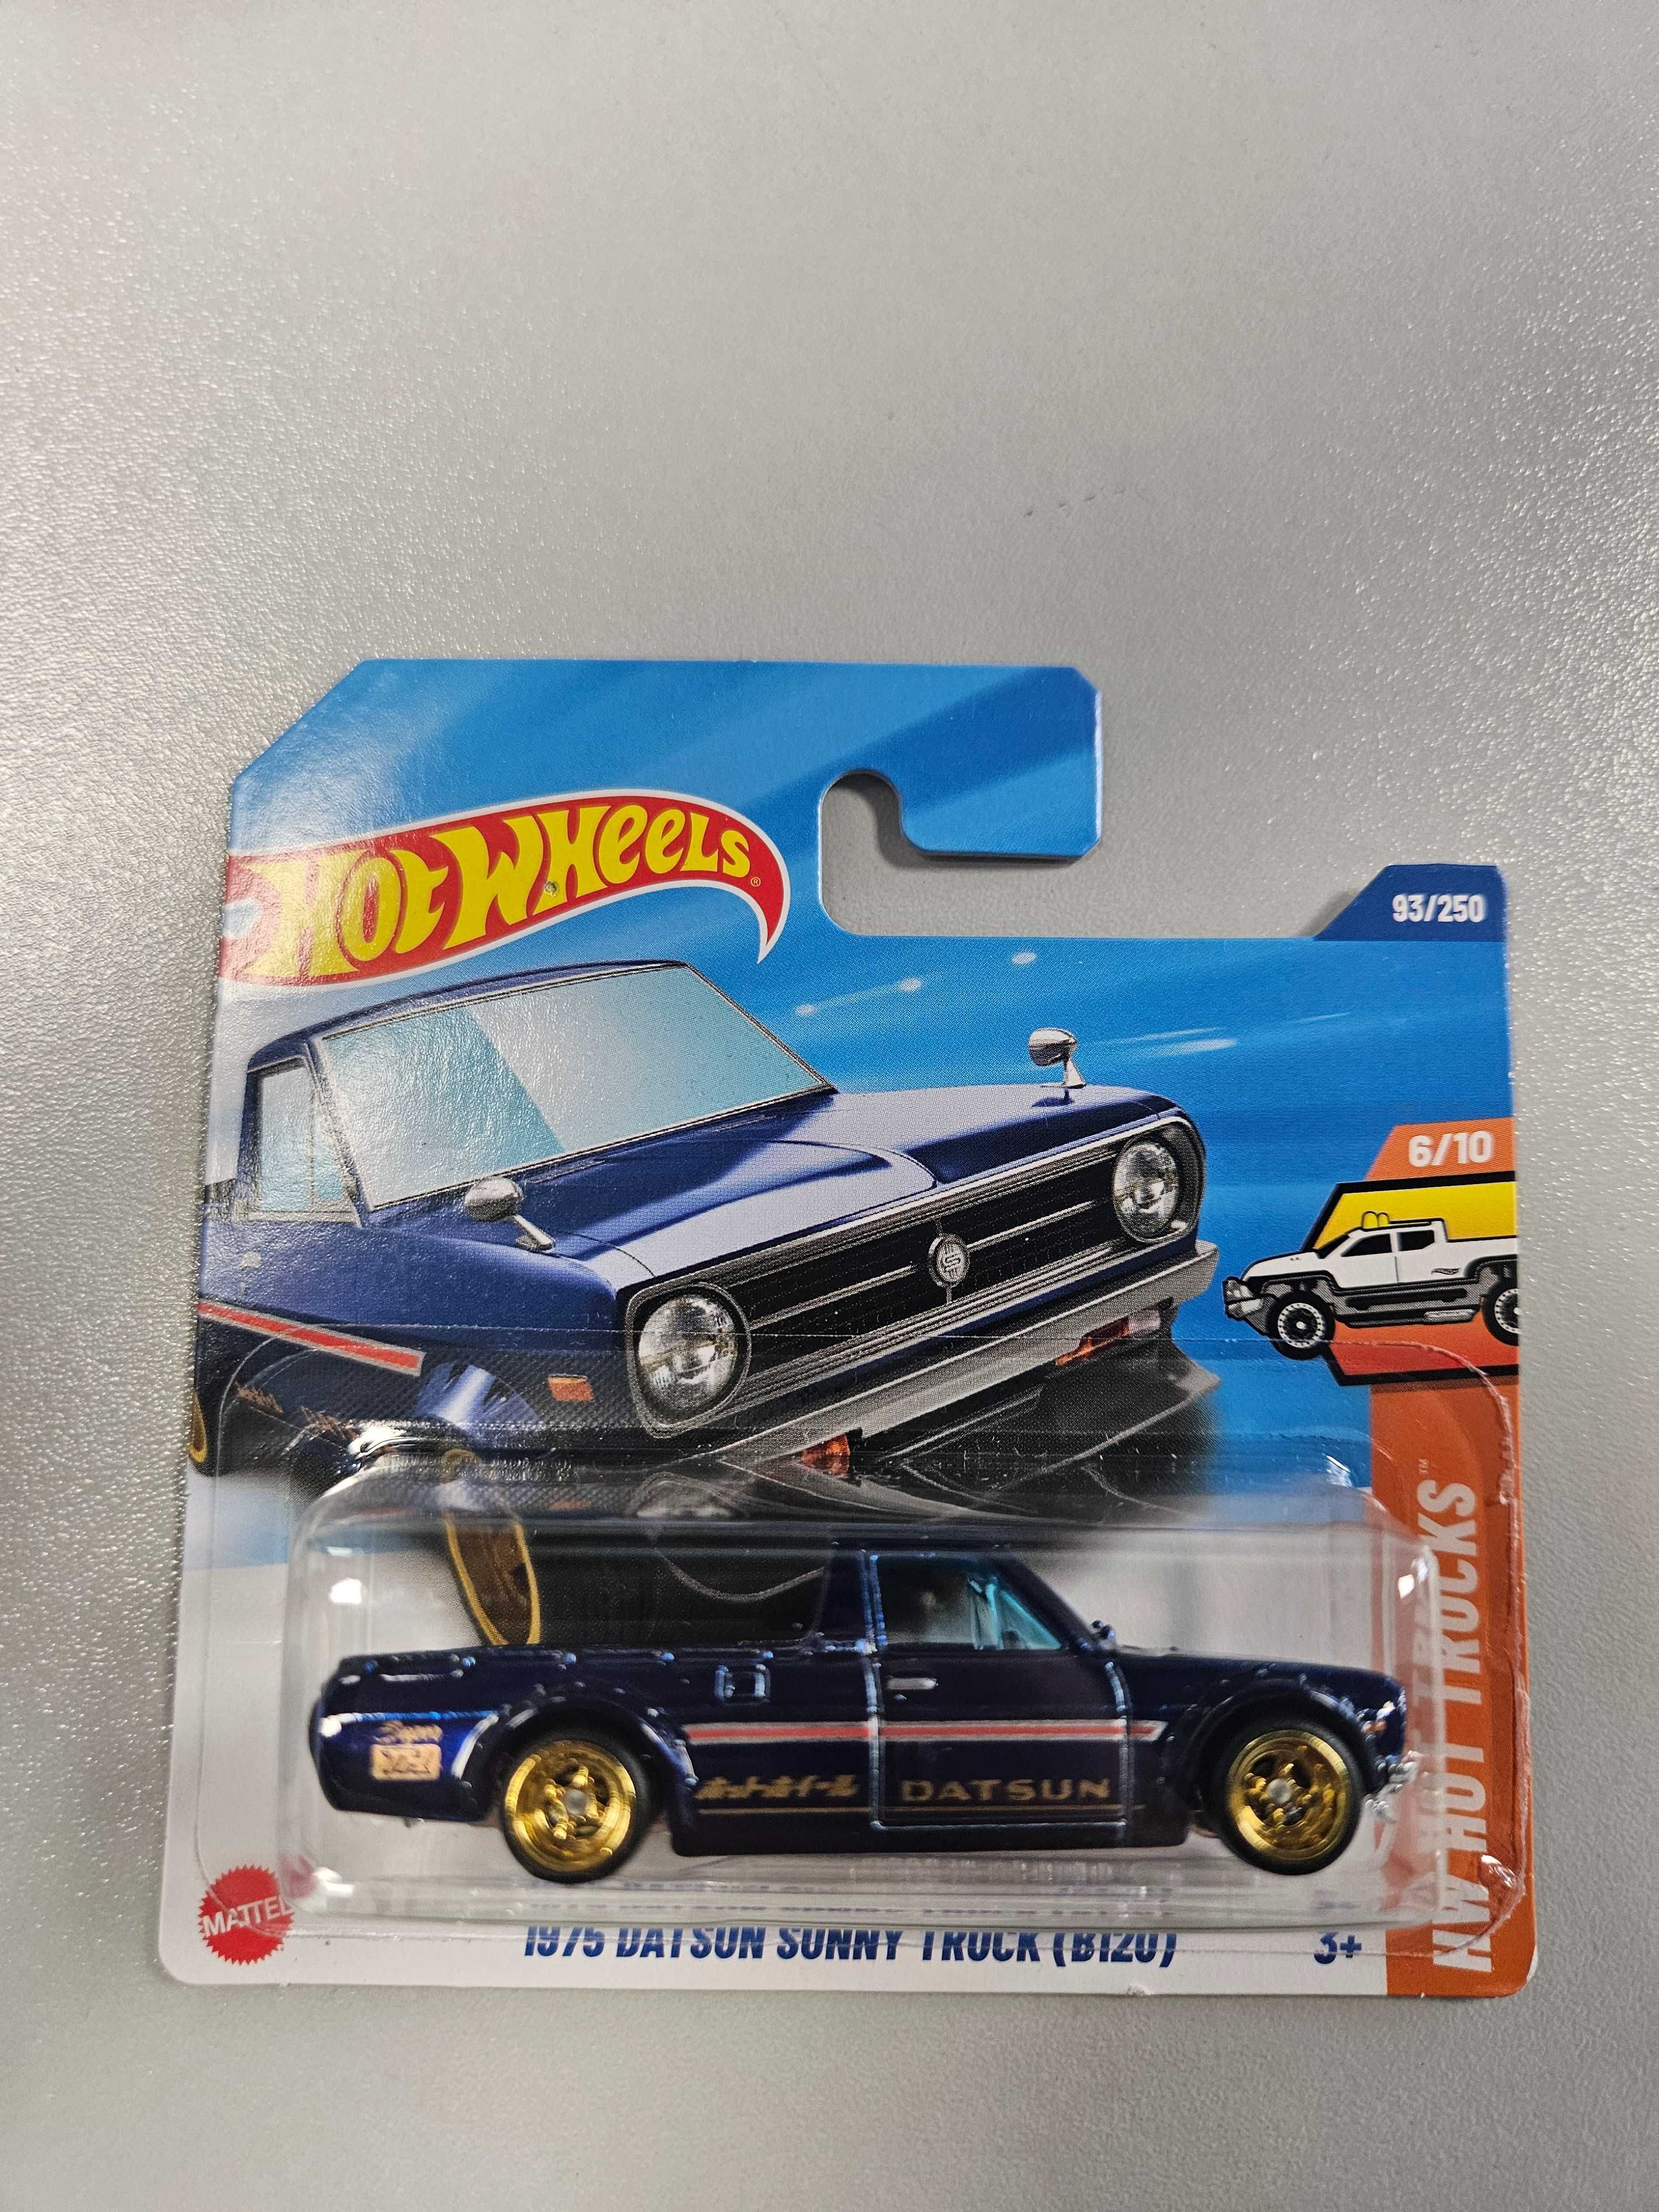 HOT WHEELS®
93/250
6/10
HW HOT TRUCKS™
ホットホイール
DATSUN
MATTEL
1975 DATSUN SUNNY TRUCK (B120)
3+